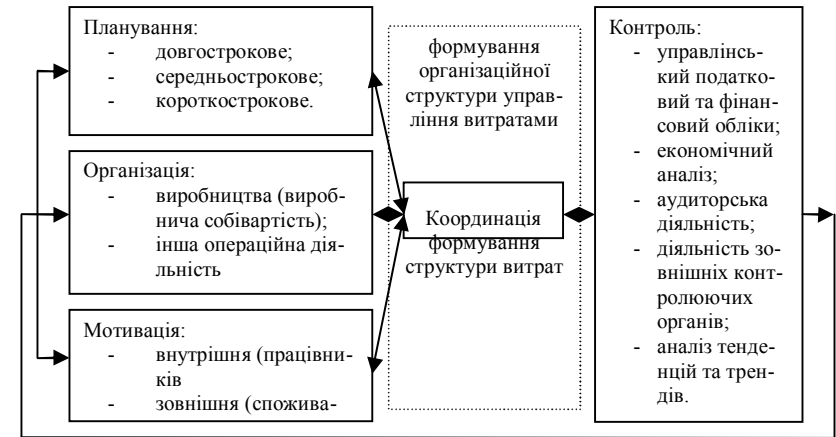 Планування:
- довгострокове;
- середньострокове;
- короткострокове.
Організація:
- виробництва (вироб-
нича собівартість);
- інша операційна дія-
льність
Мотивація:
- внутрішня (працівни-
ків
- зовнішня (спожива-
формування
організаційної
структури управ-
ління витратами
Координація
формування
структури витрат
Контроль:
- управлінсь-
кий податко-
вий та фінан-
совий обліки;
- економічний
аналіз;
- аудиторська
діяльність;
- діяльність зо-
внішніх конт-
ролюючих
органів;
- аналіз тенде-
нцій та трен-
дів.